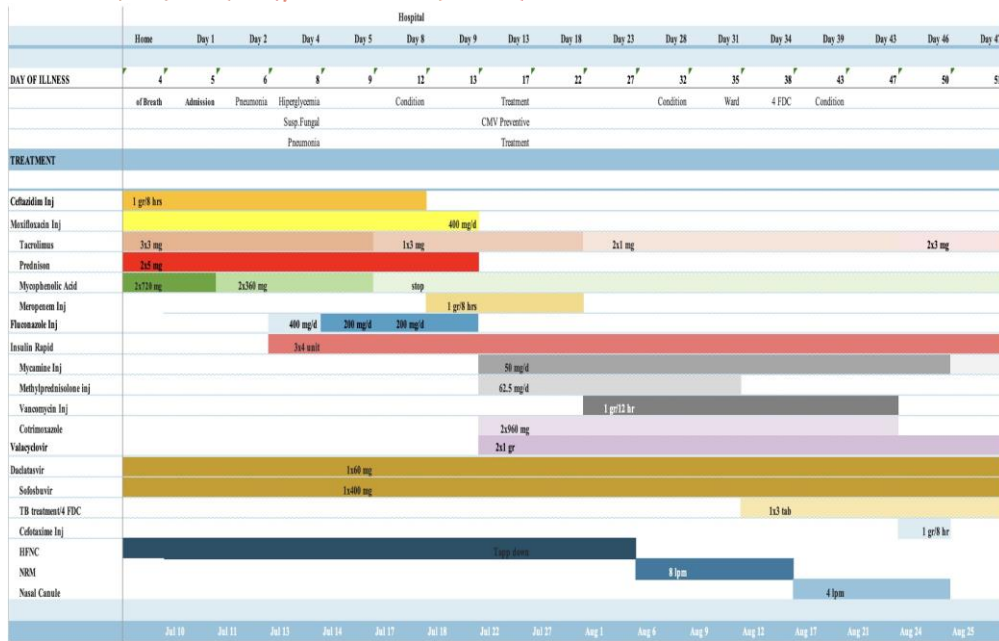 Hospital
Home Day 1 Day 2 Day 4 Day 5 Day 8 Day 9 Day 13 Day 18 Day 23 Day 28 Day 31 Day 34 Day 39 Day 43 Day 46 Day 47
DAY OF ILLNESS 4 5 6 8 9 12 13 17 22 27 32 35 38 43 47 50
of Breath Admission Pneumonia Hiperglycemia Condition Treatment Condition Ward 4 FDC Condition
Susp.Fungal CMV Preventive
Pneumonia Treatment
TREATMENT
Ceftazidim Inj 1 gr/8 hrs
Moxifloxacin Inj 400 mg/d
Tacrolimus 3x3 mg 1x3 mg 2x1 mg 2x3 mg
Prednison 2x5 mg
Mycophenolic Acid 2x720 mg 2x360 mg stop
Meropenem Inj 1 gr/8 hrs
Fluconazole Inj 400 mg/d 200 mg/d 200 mg/d
Insulin Rapid 3x4 unit
Mycamine Inj 50 mg/d
Methylprednisolone inj 62.5 mg/d
Vancomycin Inj 1 gr/12 hr
Cotrimoxazole 2x960 mg
Valacyclovir 2x1 gr
Daclatasvir 1x60 mg
Sofosbuvir 1x400 mg
TB treatment/4 FDC 1x3 tab
Cefotaxime Inj 1 gr/8 hr
HFNC Tapp down
NRM 8 lpm
Nasal Canule 4 lpm
Jul 10 Jul 11 Jul 13 Jul 14 Jul 17 Jul 18 Jul 22 Jul 27 Aug 1 Aug 6 Aug 9 Aug 12 Aug 17 Aug 21 Aug 24 Aug 25